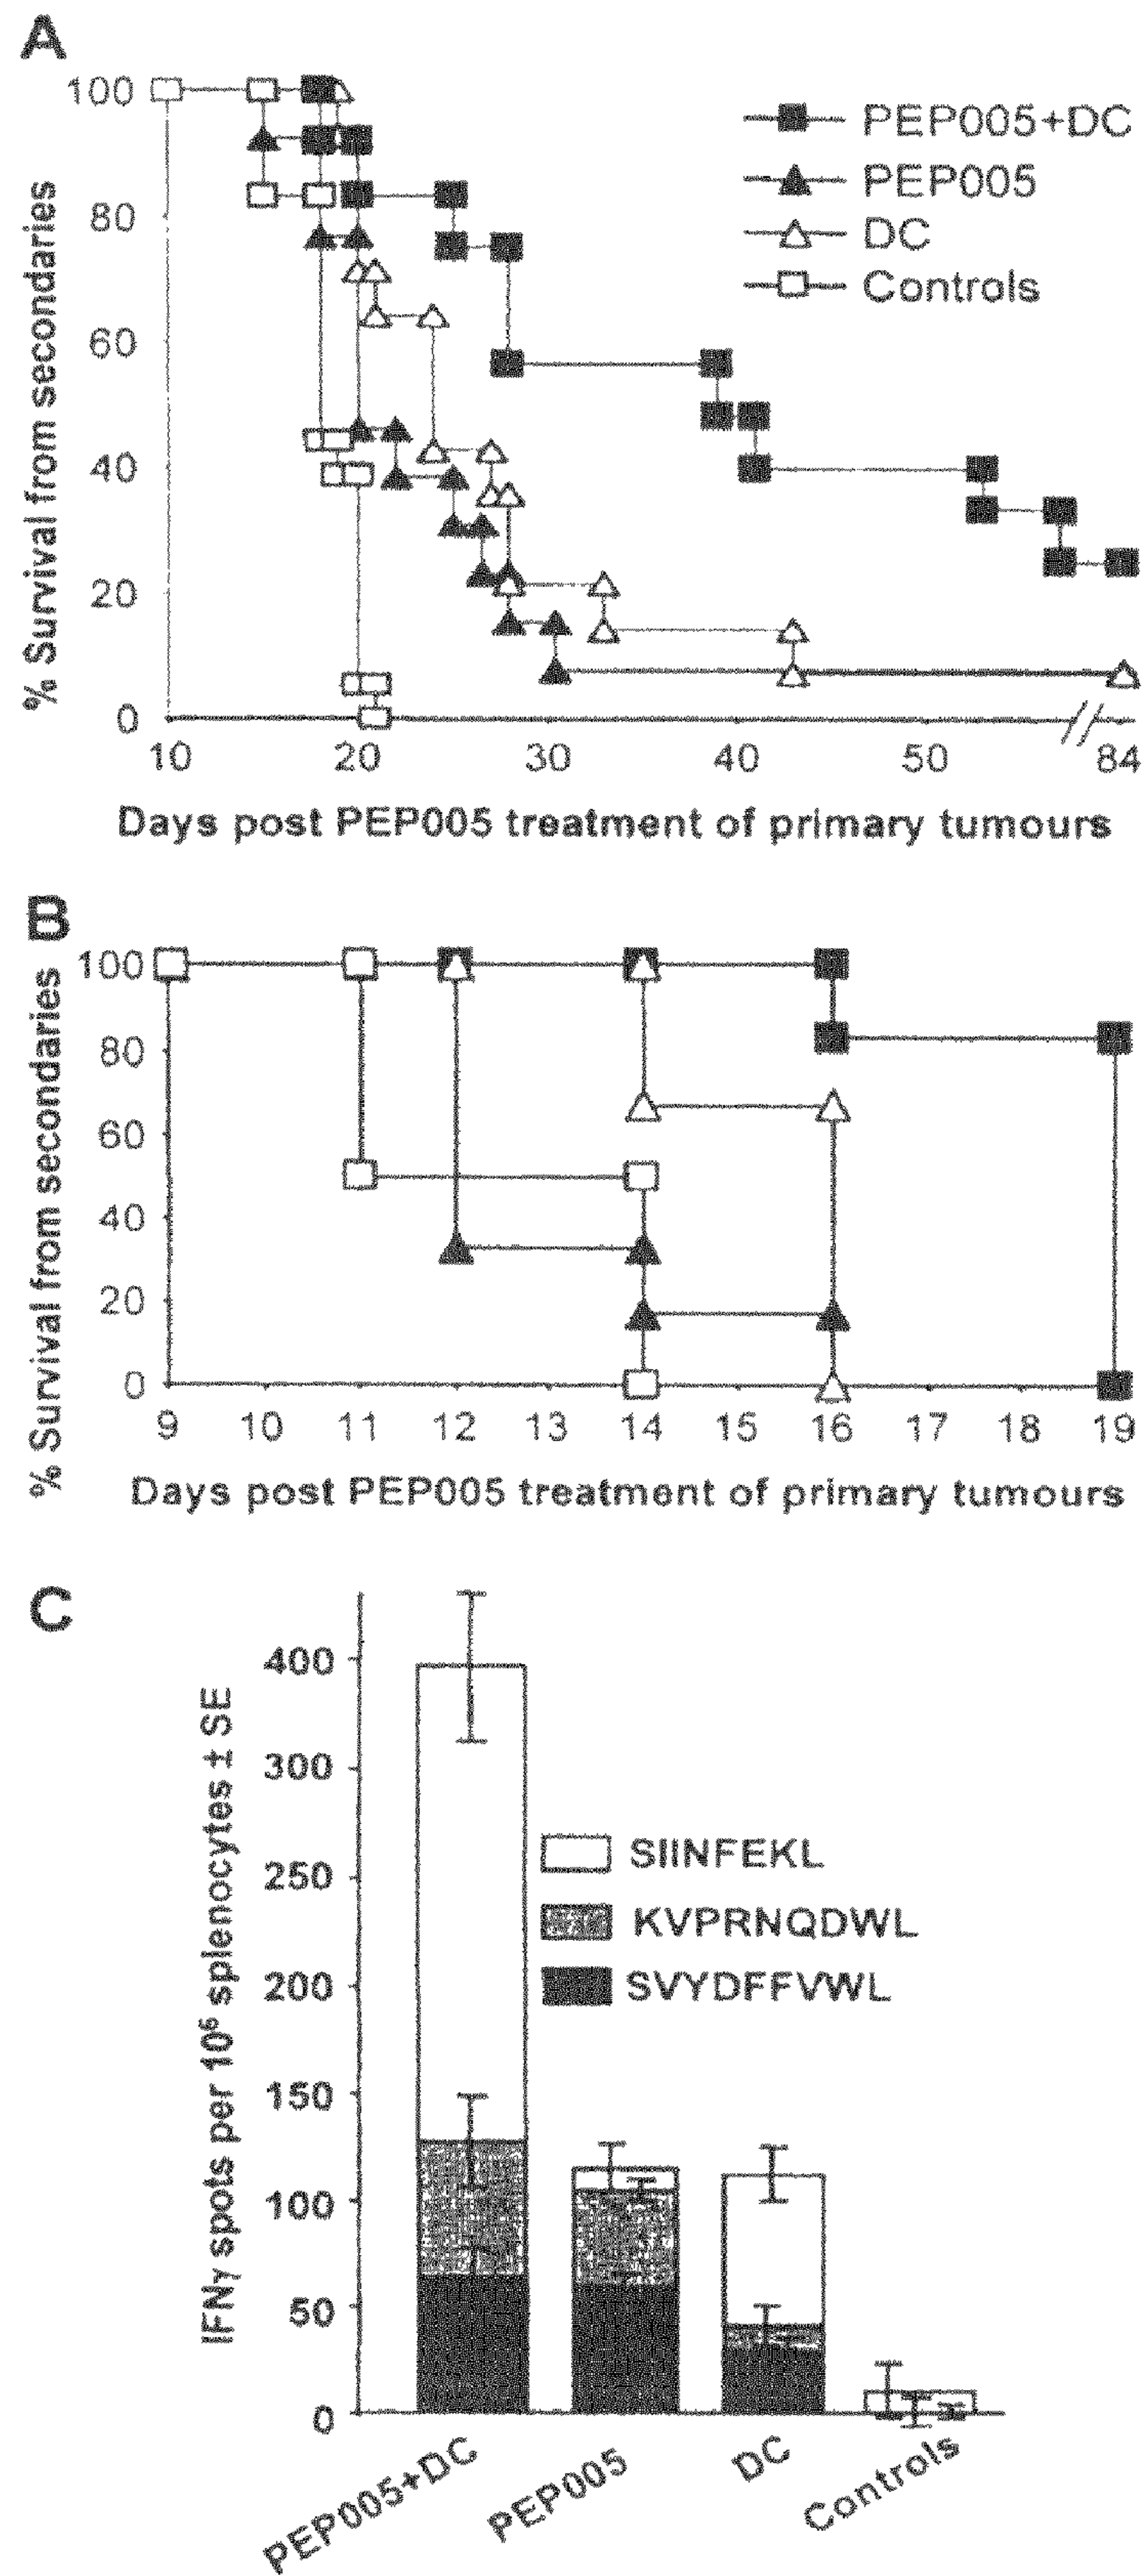 A
100
80
60
40
20
0
% Survival from secondaries
PEP005+DC
PEP005
DC
Controls
10 20 30 40 50 84
Days post PEP005 treatment of primary tumours
B
100
80
60
40
20
0
% Survival from secondaries
9 10 11 12 13 14 15 16 17 18 19
Days post PEP005 treatment of primary tumours
C
400
300
250
200
150
100
50
0
IFNγ spots per 10⁶ splenocytes ± SE
SIINFEKL
KVPRNQDWL
SVYDFFVWL
PEP005+DC
PEP005
DC
Controls